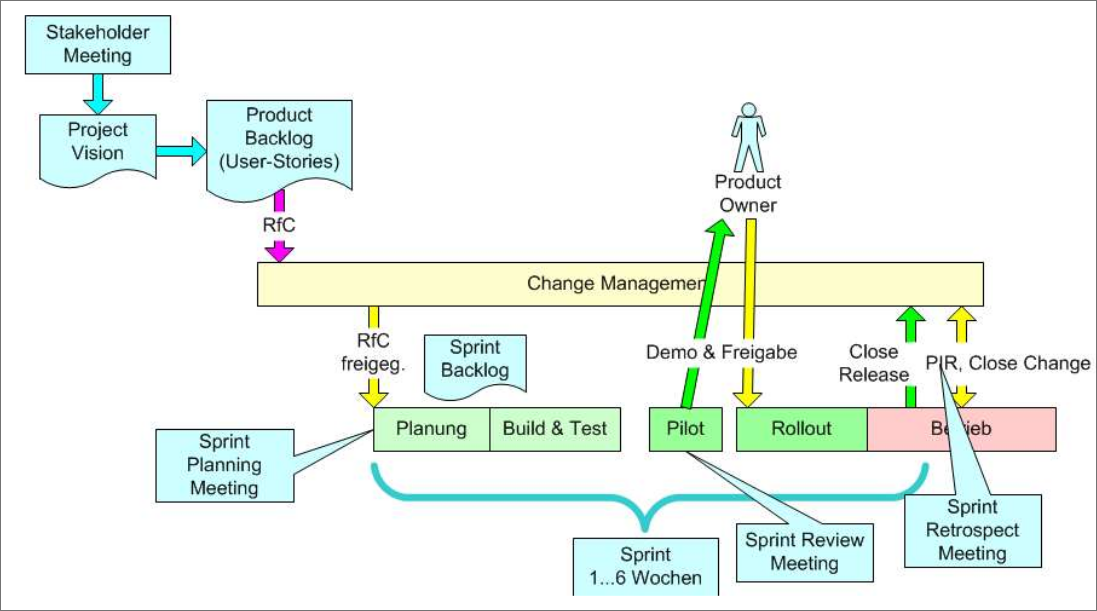 Stakeholder
Meeting
Project
Vision
Product
Backlog
(User-Stories)
RfC
Product
Owner
Change Management
RfC
freigeg.
Sprint
Backlog
Demo & Freigabe
Close
Release
PIR, Close Change
Planung
Build & Test
Pilot
Rollout
Betrieb
Sprint
Planning
Meeting
Sprint
1...6 Wochen
Sprint Review
Meeting
Sprint
Retrospect
Meeting